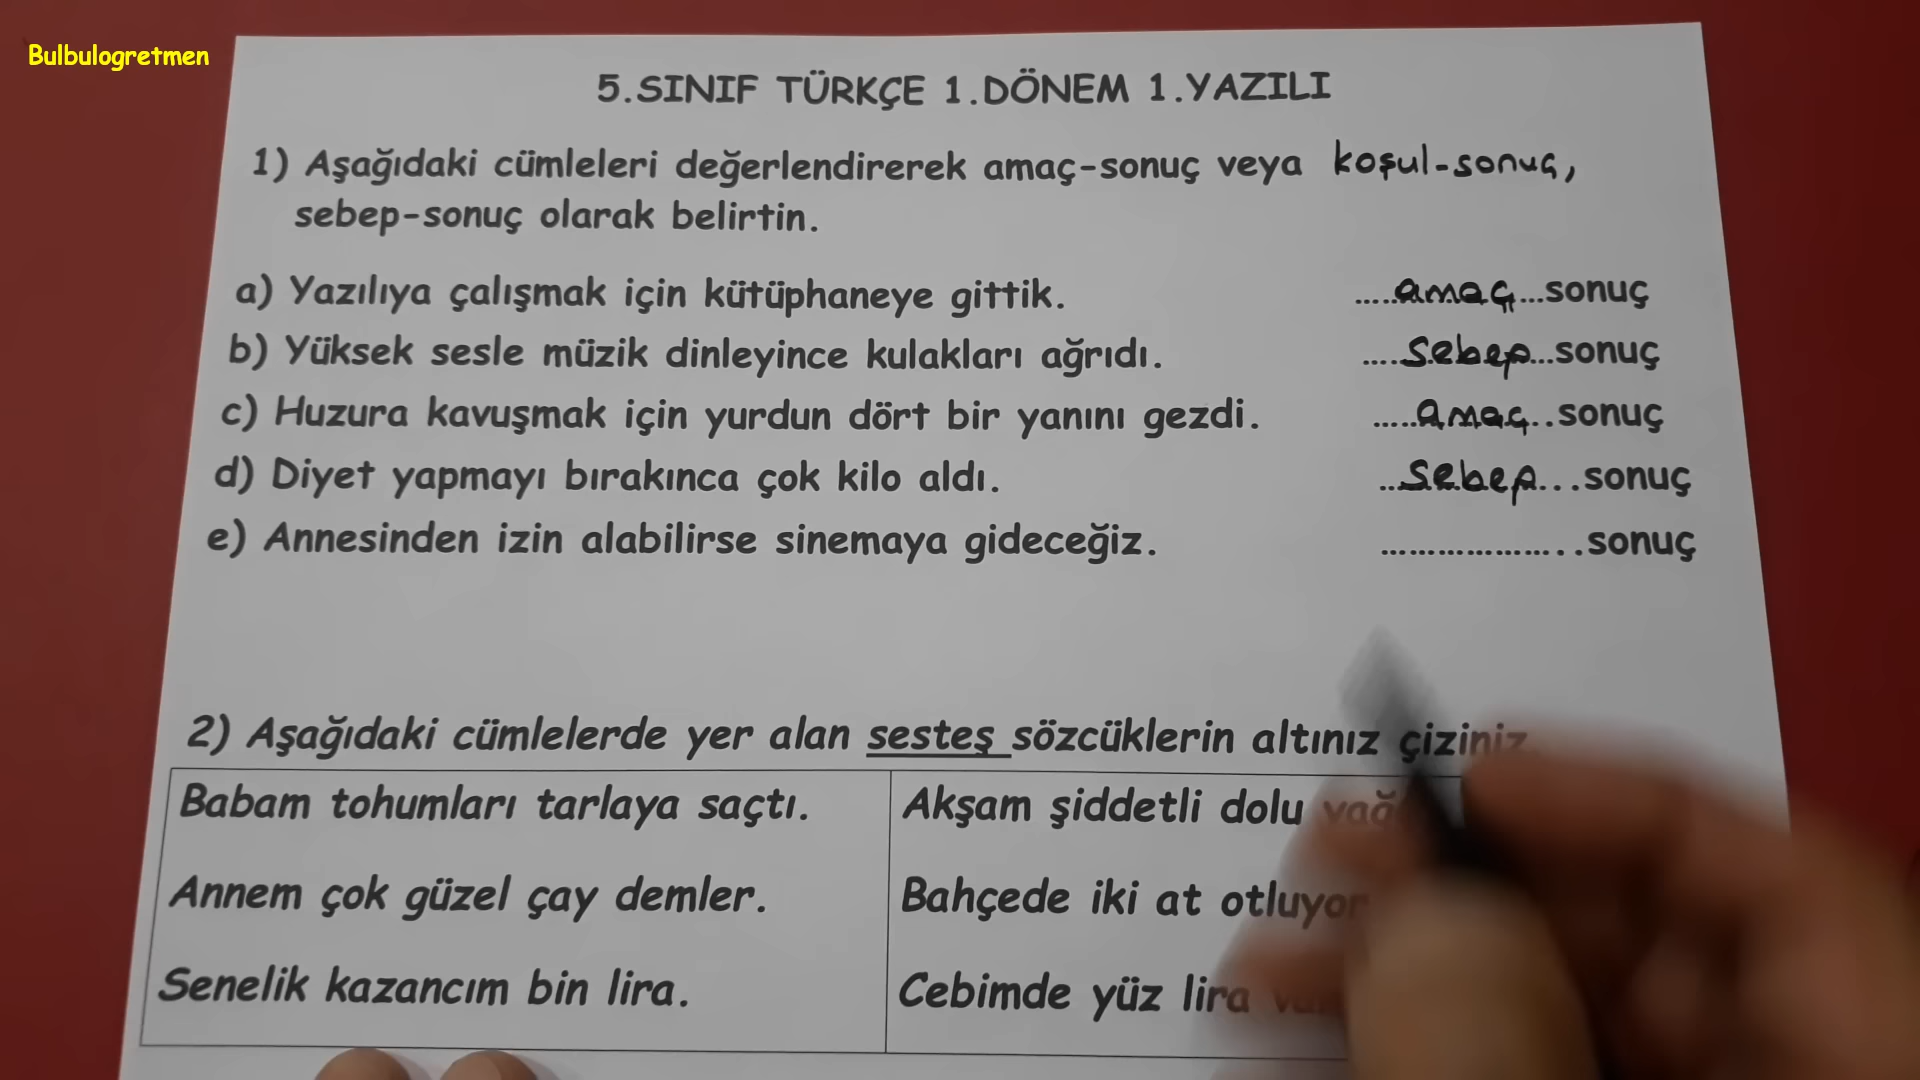 Bulbulogretmen
5.SINIF TÜRKÇE 1.DÖNEM 1.YAZILI
1) Aşağıdaki cümleleri değerlendirerek amaç-sonuç veya koşul-sonuç,
sebep-sonuç olarak belirtin.
a) Yazılıya çalışmak için kütüphaneye gittik. .....amaç...sonuç
b) Yüksek sesle müzik dinleyince kulakları ağrıdı. ....sebep...sonuç
c) Huzura kavuşmak için yurdun dört bir yanını gezdi. .....amaç..sonuç
d) Diyet yapmayı bırakınca çok kilo aldı. ...sebep...sonuç
e) Annesinden izin alabilirse sinemaya gideceğiz. ....................sonuç
2) Aşağıdaki cümlelerde yer alan sesteş sözcüklerin altınız çiziniz.
Babam tohumları tarlaya saçtı.
Annem çok güzel çay demler.
Senelik kazancım bin lira.
Akşam şiddetli dolu
Bahçede iki at otluyor
Cebimde yüz lira